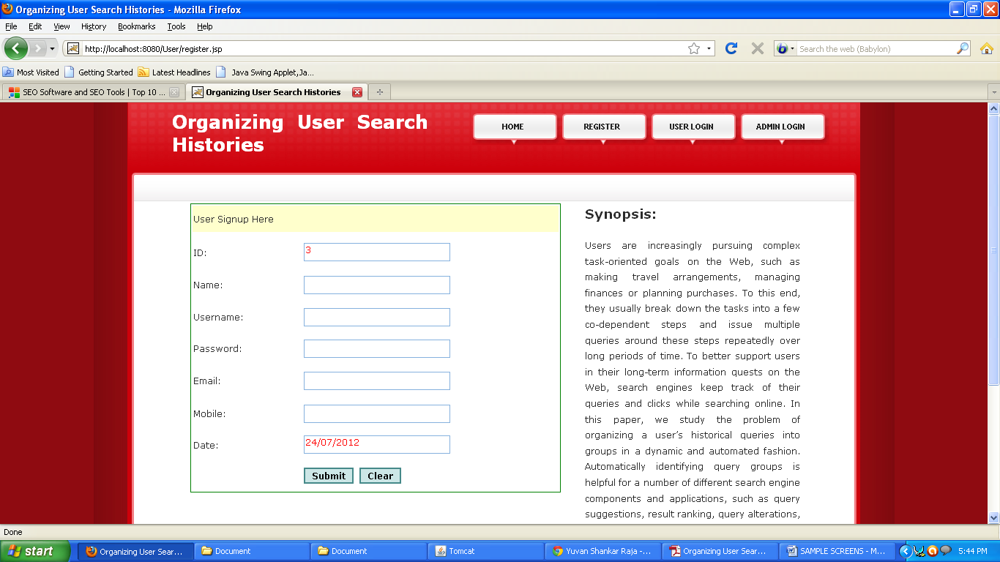 Organizing User Search Histories - Mozilla Firefox
File Edit View History Bookmarks Tools Help
http://localhost:8080/User/register.jsp
Search the web (Babylon)
Most Visited Getting Started Latest Headlines Java Swing Applet,Ja...
SEO Software and SEO Tools | Top 10 ... Organizing User Search Histories
Organizing User Search
Histories
HOME REGISTER USER LOGIN ADMIN LOGIN
User Signup Here
ID: 3
Name:
Username:
Password:
Email:
Mobile:
Date: 24/07/2012
Submit Clear
Synopsis:
Users are increasingly pursuing complex
task-oriented goals on the Web, such as
making travel arrangements, managing
finances or planning purchases. To this end,
they usually break down the tasks into a few
co-dependent steps and issue multiple
queries around these steps repeatedly over
long periods of time. To better support users
in their long-term information quests on the
Web, search engines keep track of their
queries and clicks while searching online. In
this paper, we study the problem of
organizing a user's historical queries into
groups in a dynamic and automated fashion.
Automatically identifying query groups is
helpful for a number of different search engine
components and applications, such as query
suggestions, result ranking, query alterations,
Done
start Organizing User Sear... Document Document Tomcat Yuvan Shankar Raja -... Organizing User Sear... SAMPLE SCREENS - M... 5:44 PM